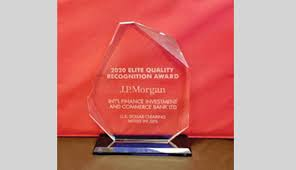 2020 ELITE QUALITY
RECOGNITION AWARD
J.P.Morgan
INT'L FINANCE INVESTMENT
AND COMMERCE BANK LTD
U.S. DOLLAR CLEARING